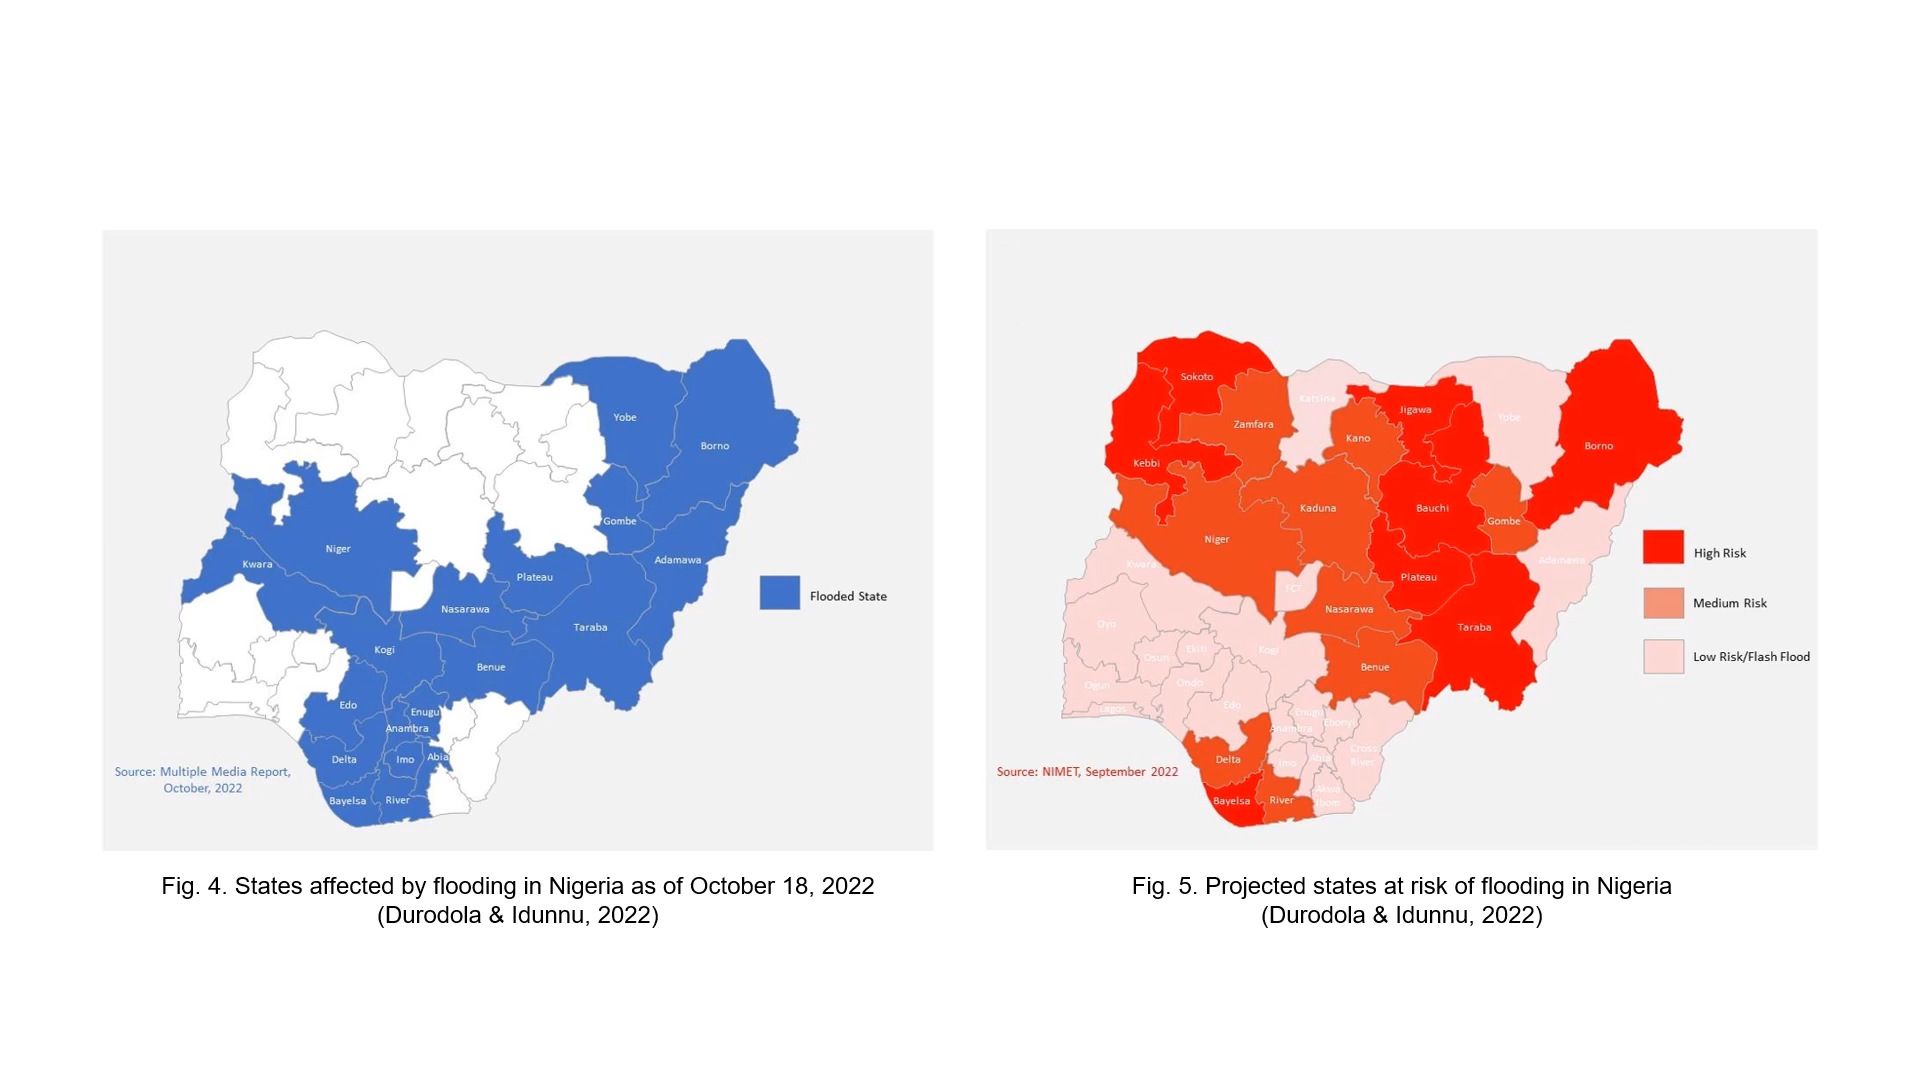 Yobe
Borno
Gombe
Niger
Adamawa
Kwara
Plateau
Nasarawa
Taraba
Kogi
Benue
Edo
Enugu
Anambra
Delta
Imo
Abia
Bayelsa
River
Flooded State
Source: Multiple Media Report,
October, 2022
Fig. 4. States affected by flooding in Nigeria as of October 18, 2022
(Durodola & Idunnu, 2022)
Sokoto
Katsina
Jigawa
Yobe
Zamfara
Kano
Borno
Kebbi
Kaduna
Bauchi
Gombe
Niger
Adamawa
Kwara
Plateau
FCT
Nasarawa
Oyo
Taraba
Osun
Ekiti
Kogi
Benue
Ogun
Ondo
Lagos
Edo
Enugu
Ebonyi
Anambra
Delta
Imo
Abia
Cross
River
Bayelsa
River
Akwa
Ibom
High Risk
Medium Risk
Low Risk/Flash Flood
Source: NIMET, September 2022
Fig. 5. Projected states at risk of flooding in Nigeria
(Durodola & Idunnu, 2022)